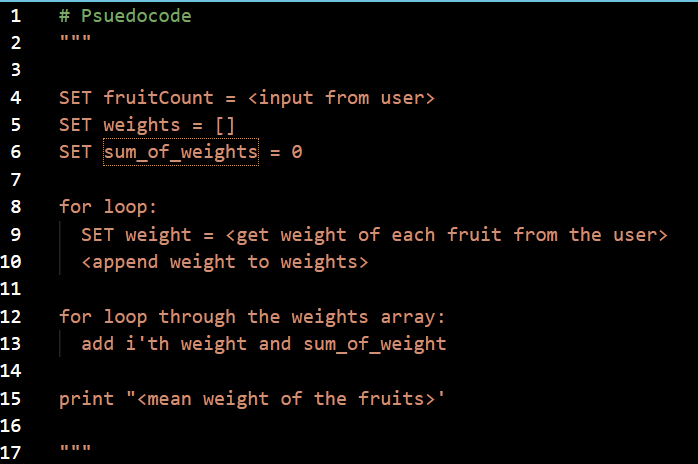 1 # Psuedocode
2 """
3
4 SET fruitCount = <input from user>
5 SET weights = []
6 SET sum_of_weights = 0
7
8 for loop:
9 SET weight = <get weight of each fruit from the user>
10 <append weight to weights>
11
12 for loop through the weights array:
13 add i'th weight and sum_of_weight
14
15 print "<mean weight of the fruits>'
16
17 """